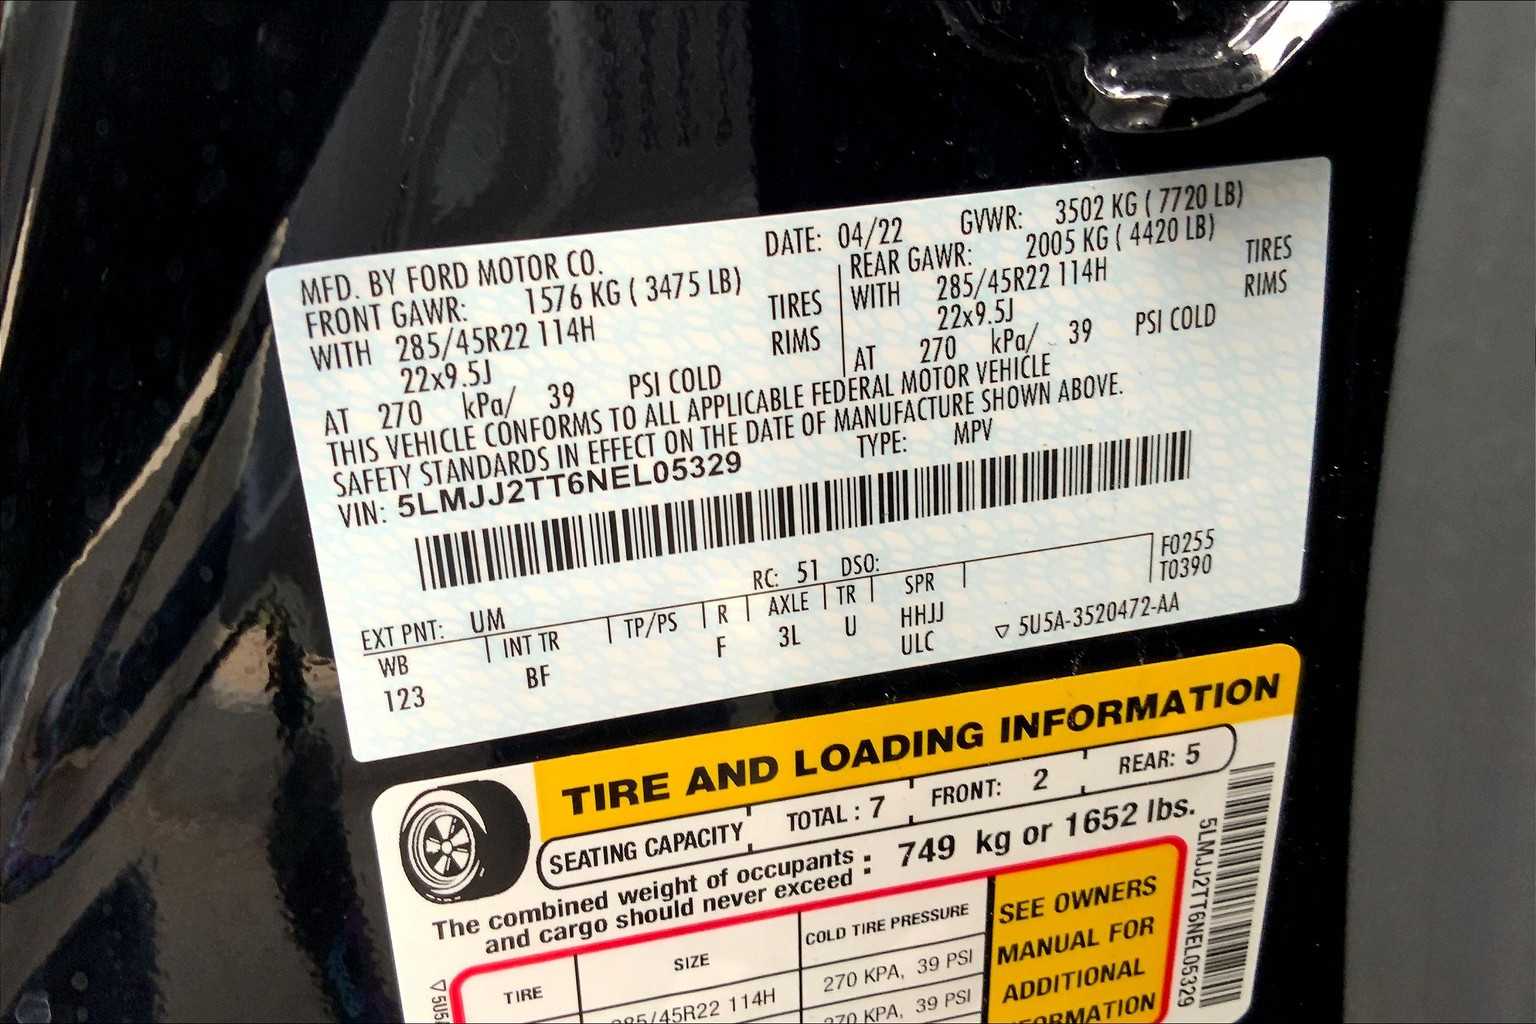 MFD. BY FORD MOTOR CO.
DATE: 04/22 GVWR: 3502 KG ( 7720 LB)
FRONT GAWR: 1576 KG ( 3475 LB)
WITH 285/45R22 114H TIRES
22x9.5J RIMS
AT 270 kPa/ 39 PSI COLD
REAR GAWR: 2005 KG ( 4420 LB)
WITH 285/45R22 114H TIRES
22x9.5J RIMS
AT 270 kPa/ 39 PSI COLD
THIS VEHICLE CONFORMS TO ALL APPLICABLE FEDERAL MOTOR VEHICLE
SAFETY STANDARDS IN EFFECT ON THE DATE OF MANUFACTURE SHOWN ABOVE.
VIN: 5LMJJ2TT6NEL05329 TYPE: MPV
EXT PNT: UM RC: 51 DSO:
F0255
T0390
WB INT TR TP/PS R AXLE TR SPR
123 BF F 3L U HHJJ
ULC
▽ 5U5A-3520472-AA
TIRE AND LOADING INFORMATION
SEATING CAPACITY TOTAL : 7 FRONT: 2 REAR: 5
The combined weight of occupants
and cargo should never exceed : 749 kg or 1652 lbs.
TIRE SIZE COLD TIRE PRESSURE
285/45R22 114H 270 KPA, 39 PSI
270 KPA, 39 PSI
SEE OWNERS
MANUAL FOR
ADDITIONAL
INFORMATION
5LMJJ2TT6NEL05329